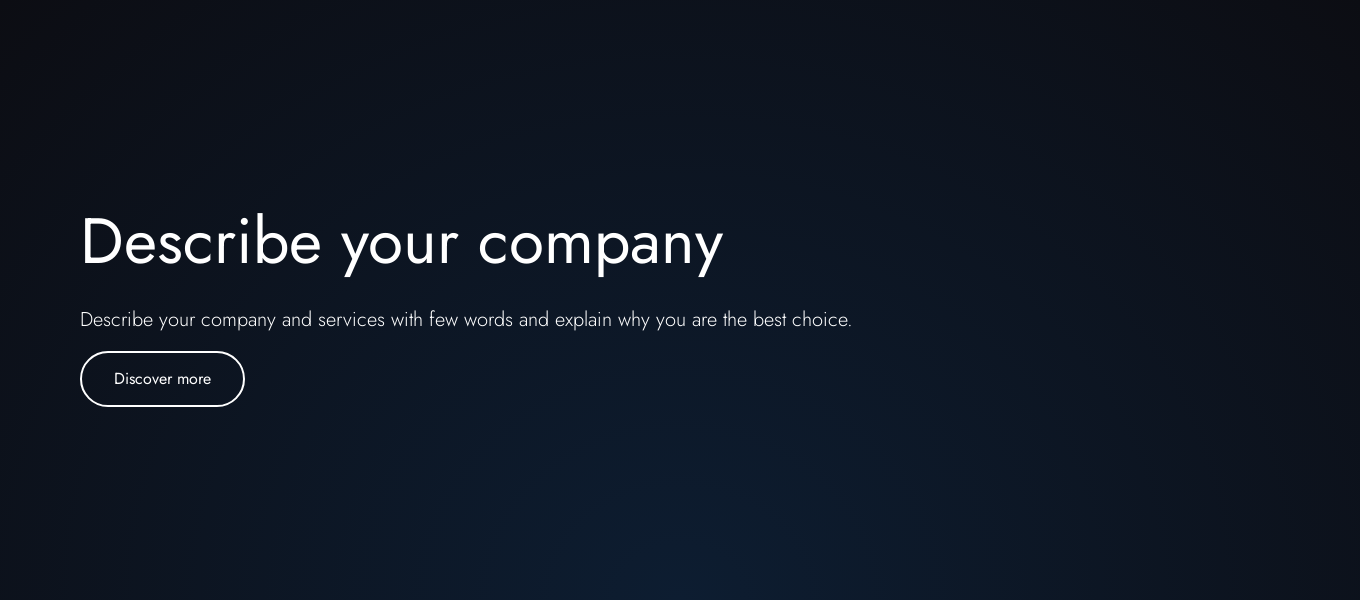 Describe your company
Describe your company and services with few words and explain why you are the best choice.
Discover more